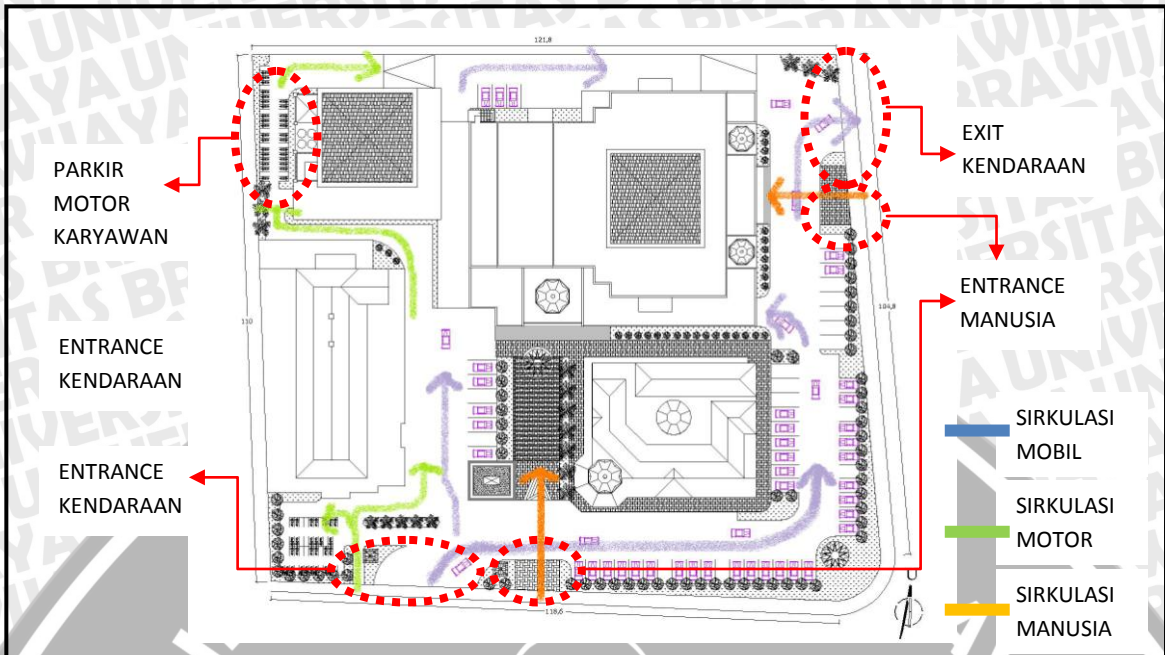 121,8
PARKIR
MOTOR
KARYAWAN
EXIT
KENDARAAN
ENTRANCE
MANUSIA
104,8
110
ENTRANCE
KENDARAAN
ENTRANCE
KENDARAAN
SIRKULASI
MOBIL
SIRKULASI
MOTOR
SIRKULASI
MANUSIA
118,6
U